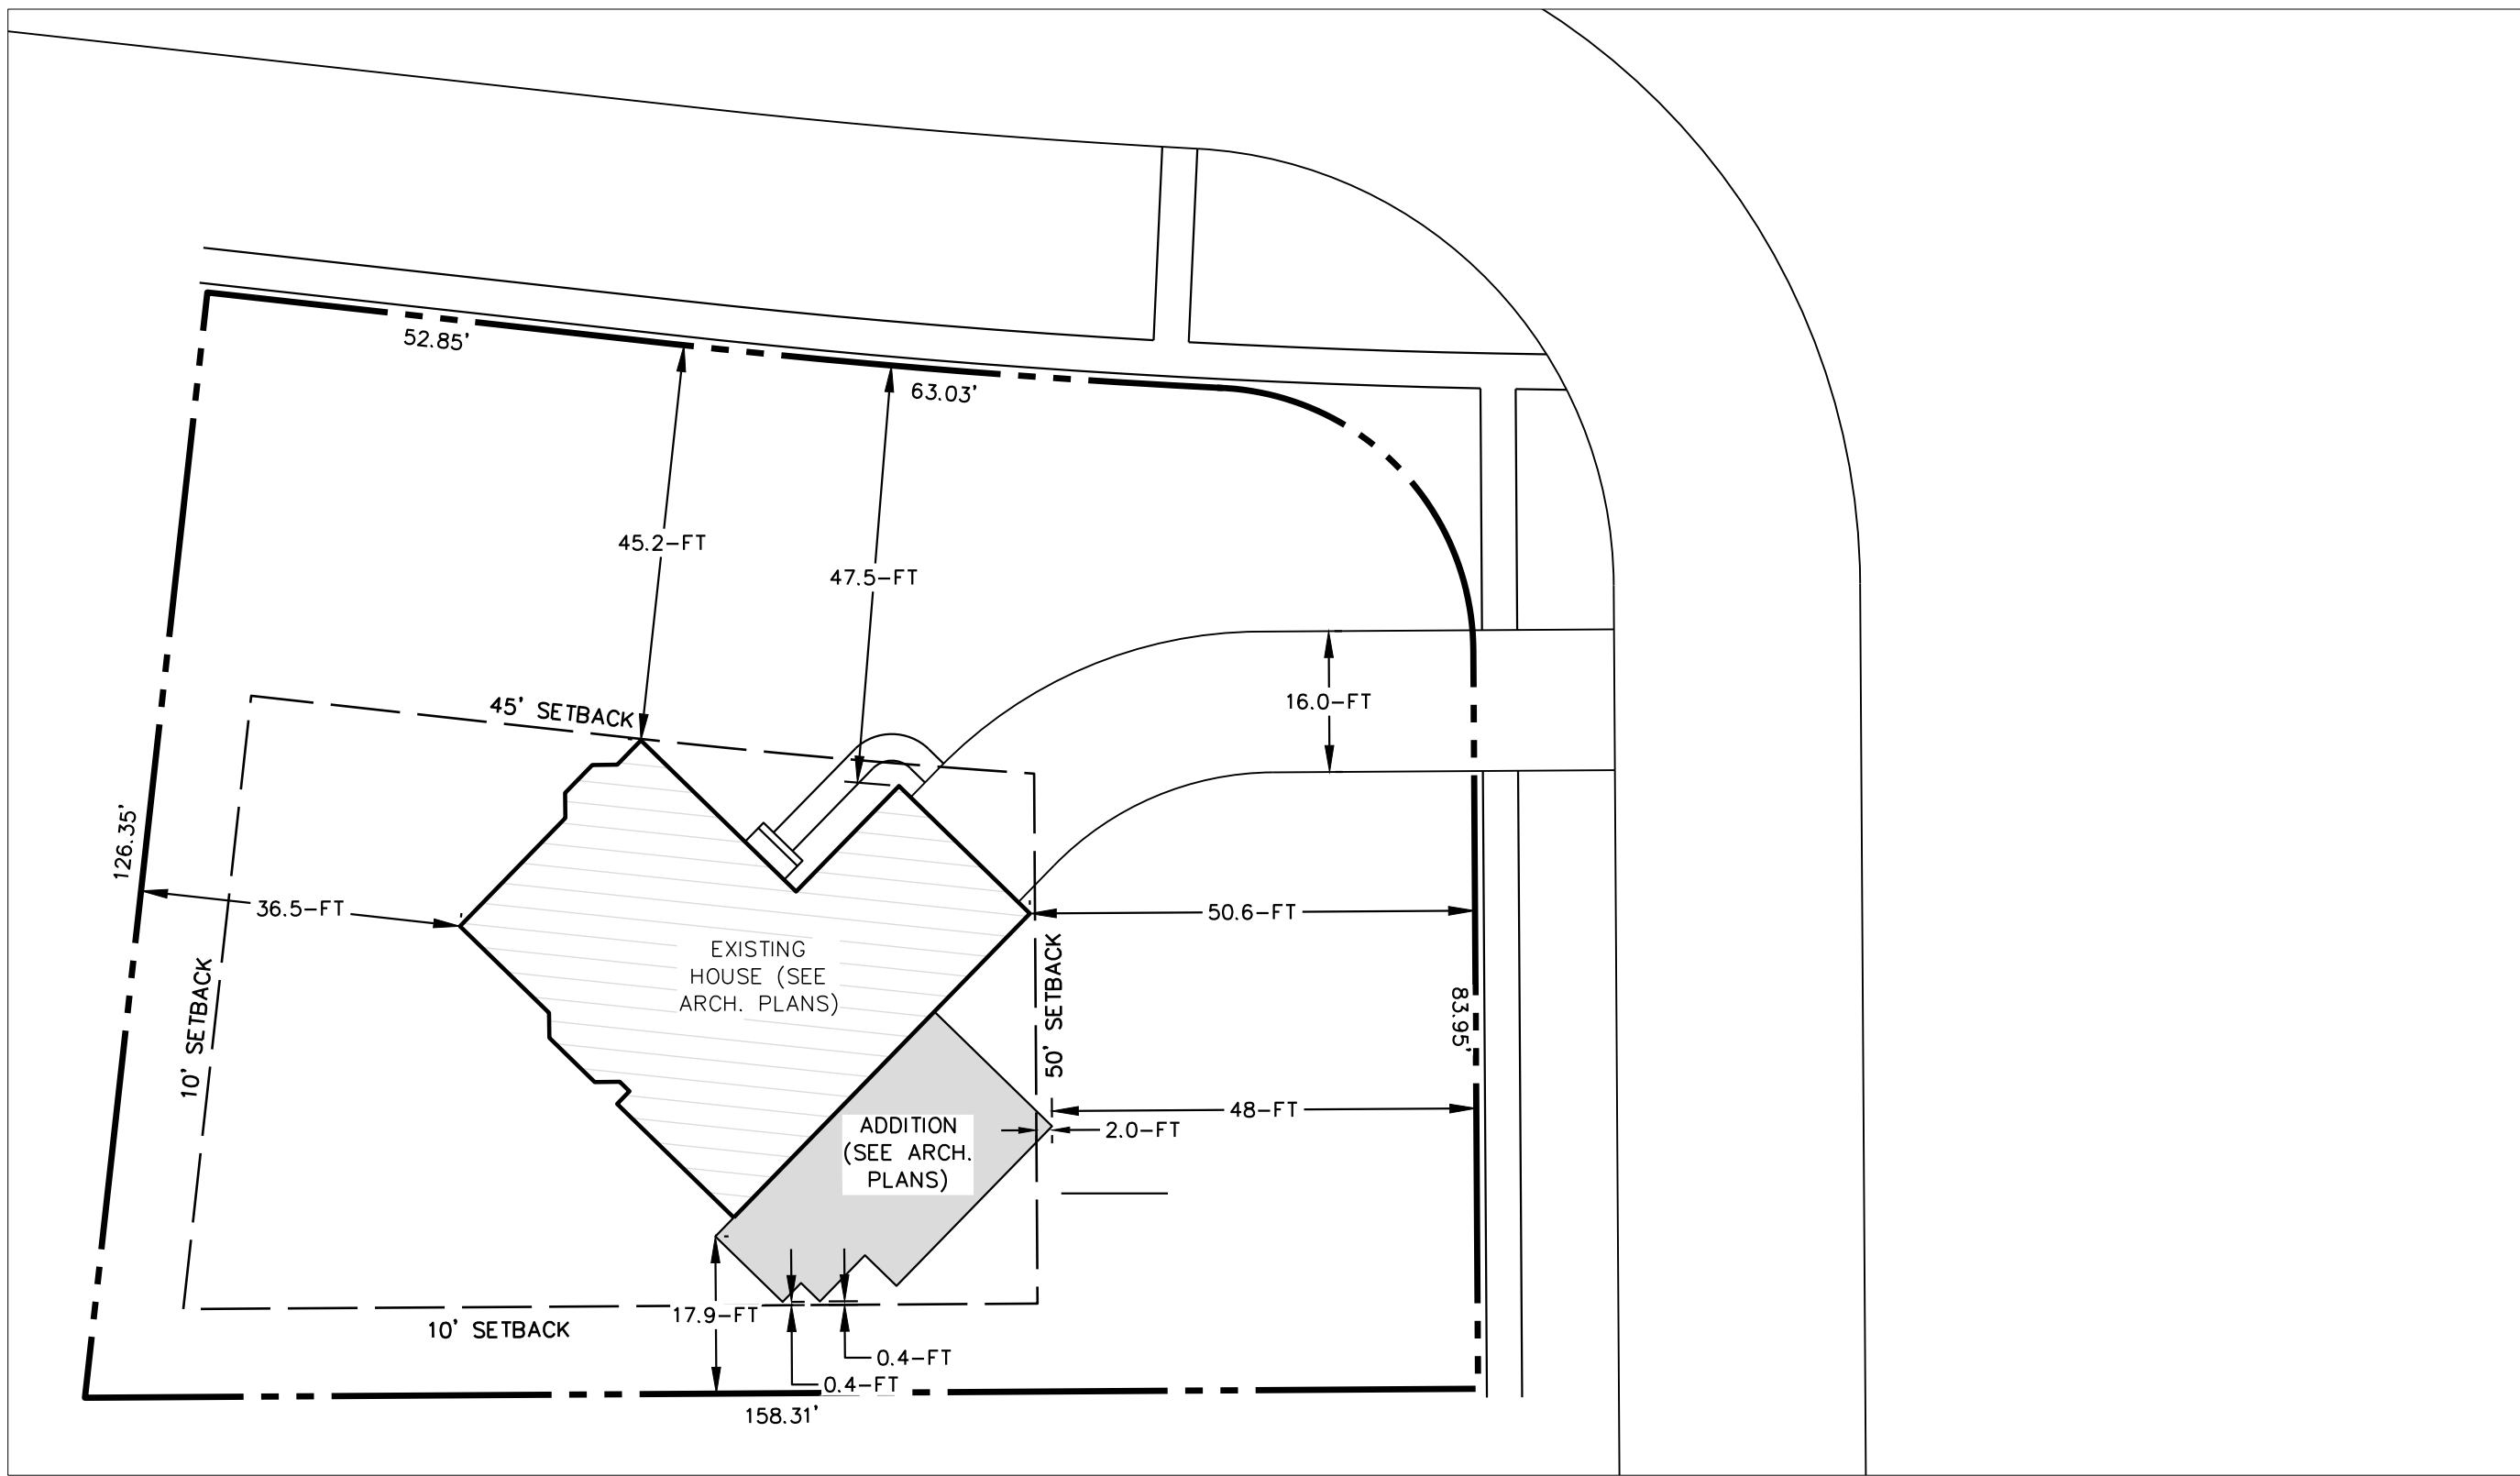 52.85'
63.03'
45.2-FT
47.5-FT
16.0-FT
45' SETBACK
126.35'
36.5-FT
50.6-FT
EXISTING
HOUSE (SEE
ARCH. PLANS)
10' SETBACK
50' SETBACK
83.95'
48-FT
2.0-FT
ADDITION
(SEE ARCH.
PLANS)
17.9-FT
10' SETBACK
0.4-FT
0.4-FT
158.31'